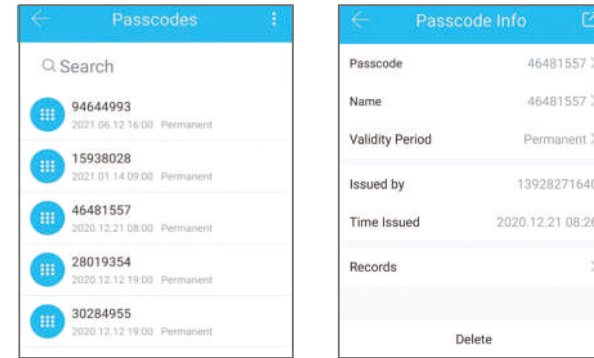 Passcodes
Search
94644993
2021.06.12 16:00 Permanent
15938028
2021.01.14 09:00 Permanent
46481557
2020.12.21 08:00 Permanent
28019354
2020.12.12 19:00 Permanent
30284955
2020.12.12 19:00 Permanent
Passcode Info
Passcode 46481557
Name 46481557
Validity Period Permanent
Issued by 13928271640
Time Issued 2020.12.21 08:26
Records
Delete